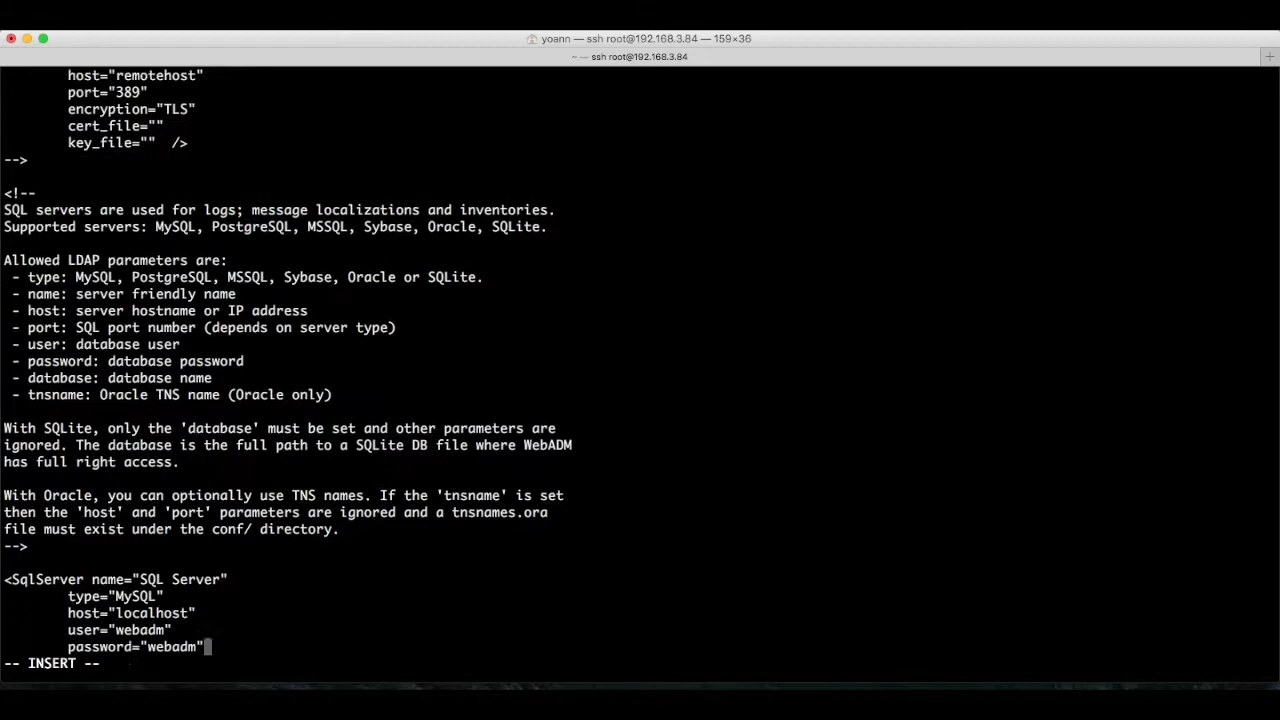 yoann — ssh root@192.168.3.84 — 159×36
~ — ssh root@192.168.3.84
host="remotehost"
port="389"
encryption="TLS"
cert_file=""
key_file=""  />
-->
<!--
SQL servers are used for logs; message localizations and inventories.
Supported servers: MySQL, PostgreSQL, MSSQL, Sybase, Oracle, SQLite.
Allowed LDAP parameters are:
- type: MySQL, PostgreSQL, MSSQL, Sybase, Oracle or SQLite.
- name: server friendly name
- host: server hostname or IP address
- port: SQL port number (depends on server type)
- user: database user
- password: database password
- database: database name
- tnsname: Oracle TNS name (Oracle only)
With SQLite, only the 'database' must be set and other parameters are
ignored. The database is the full path to a SQLite DB file where WebADM
has full right access.
With Oracle, you can optionally use TNS names. If the 'tnsname' is set
then the 'host' and 'port' parameters are ignored and a tnsnames.ora
file must exist under the conf/ directory.
-->
<SqlServer name="SQL Server"
type="MySQL"
host="localhost"
user="webadm"
password="webadm"
-- INSERT --